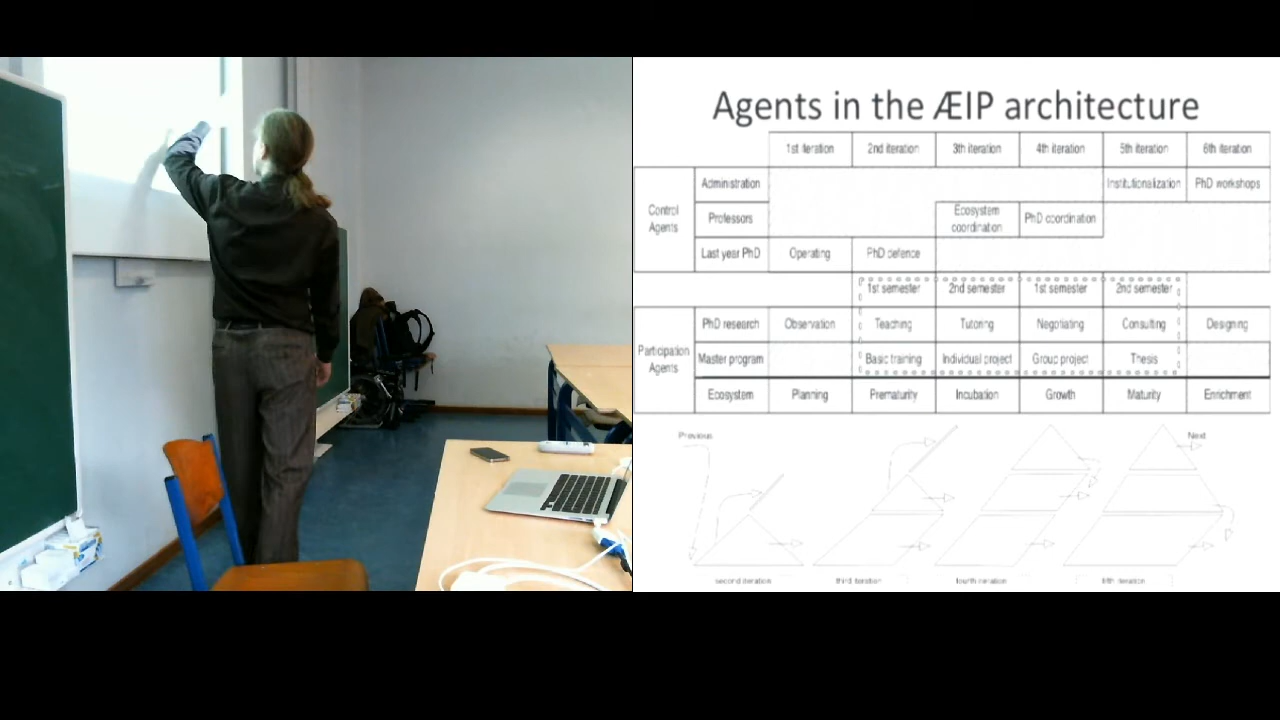 Agents in the ÆIP architecture
1st iteration 2nd iteration 3th iteration 4th iteration 5th iteration 6th iteration
Control Agents
Administration Institutionalization PhD workshops
Professors Ecosystem coordination PhD coordination
Last year PhD Operating PhD defence
1st semester 2nd semester 1st semester 2nd semester
Participation Agents
PhD research Observation Teaching Tutoring Negotiating Consulting Designing
Master program Basic training Individual project Group project Thesis
Ecosystem Planning Prematurity Incubation Growth Maturity Enrichment
Previous Next
second iteration third iteration fourth iteration fifth iteration